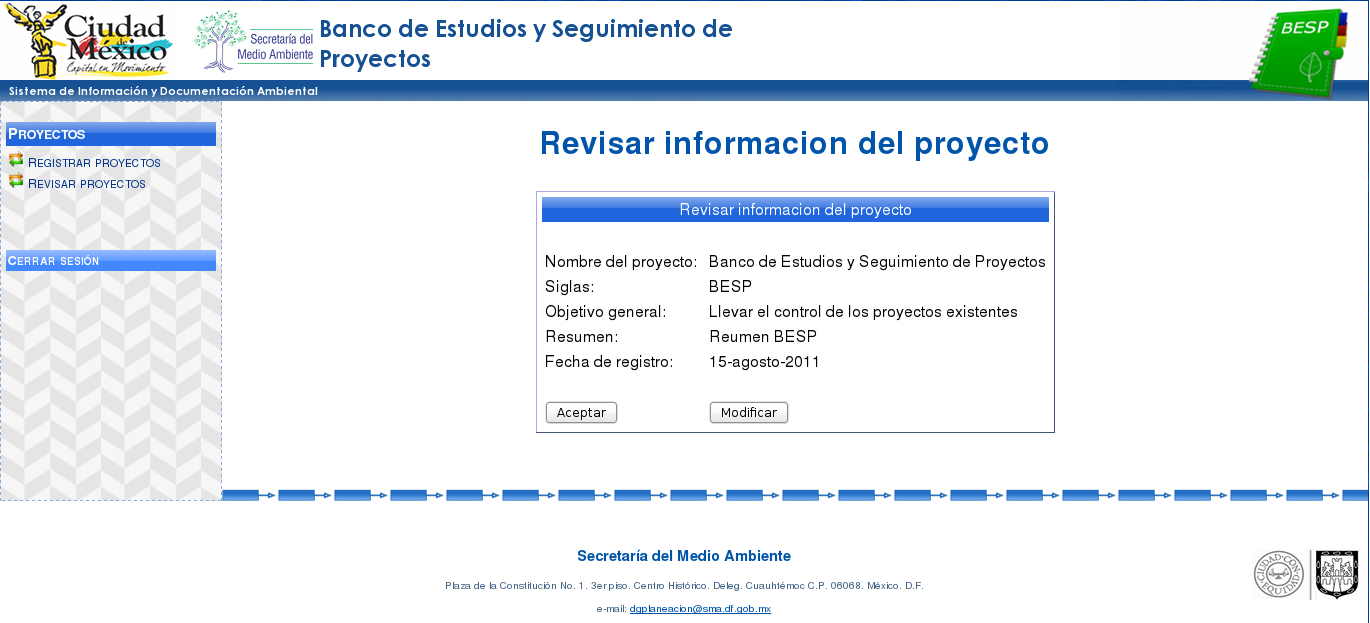 Ciudad
de
México
Capital en Movimiento
Secretaría del
Medio Ambiente
Banco de Estudios y Seguimiento de
Proyectos
BESP
Sistema de Información y Documentación Ambiental
PROYECTOS
REGISTRAR PROYECTOS
REVISAR PROYECTOS
CERRAR SESIÓN
Revisar informacion del proyecto
Revisar informacion del proyecto
Nombre del proyecto: Banco de Estudios y Seguimiento de Proyectos
Siglas: BESP
Objetivo general: Llevar el control de los proyectos existentes
Resumen: Reumen BESP
Fecha de registro: 15-agosto-2011
Aceptar Modificar
Secretaría del Medio Ambiente
Plaza de la Constitución No. 1, 3er piso, Centro Histórico, Deleg. Cuauhtémoc C.P. 06068, México, D.F.
e-mail: dgplaneacion@sma.df.gob.mx
CIUDAD CON
EQUIDAD